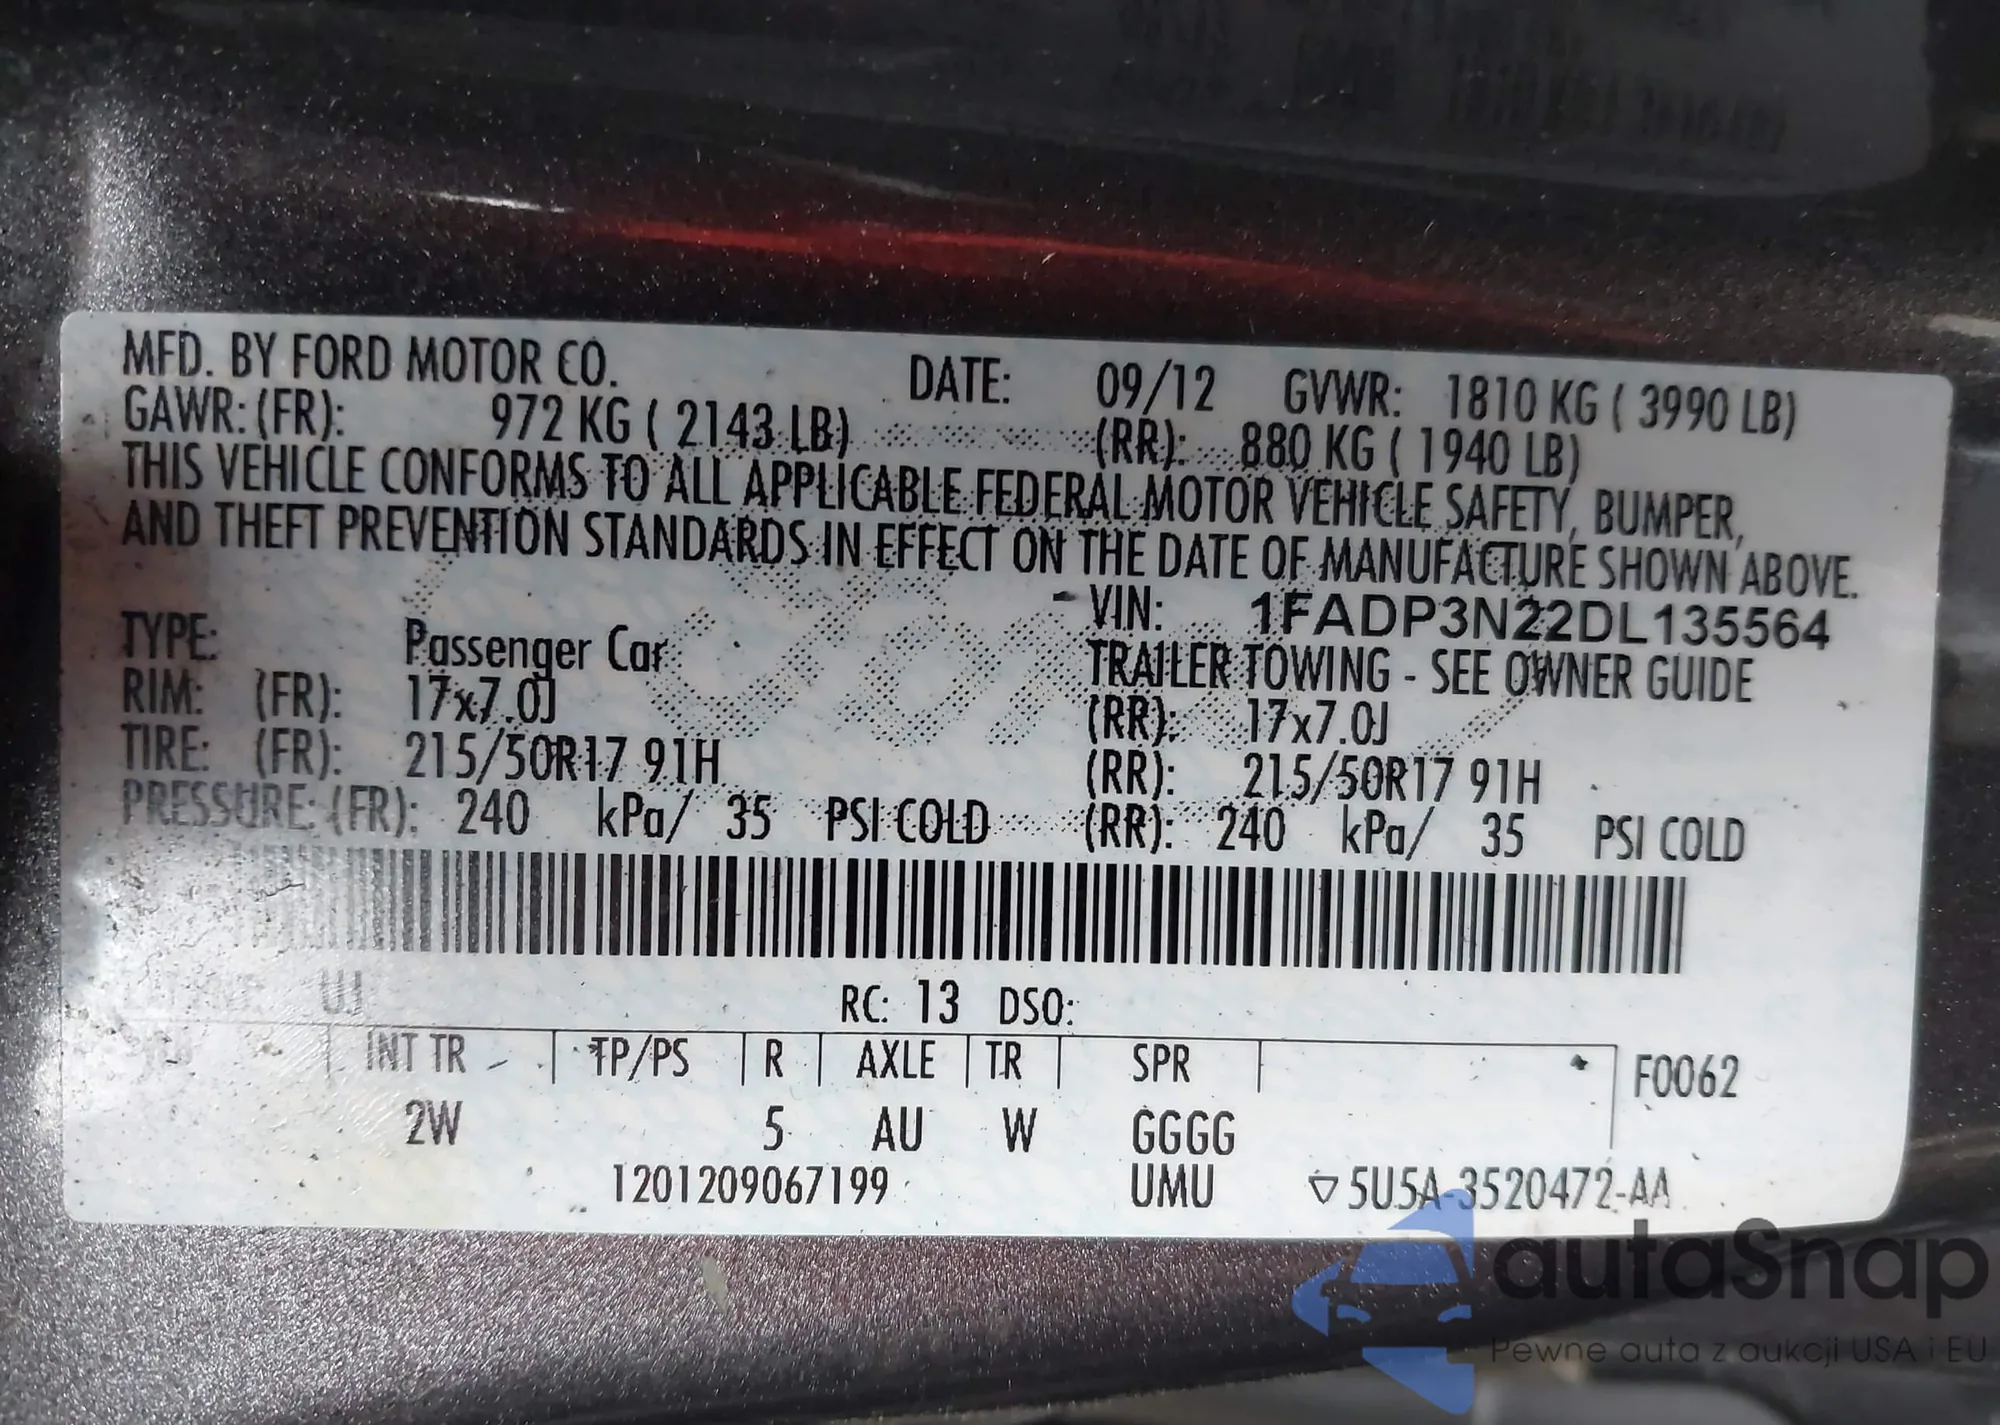 MFD. BY FORD MOTOR CO. DATE: 09/12 GVWR: 1810 KG ( 3990 LB)
GAWR: (FR): 972 KG ( 2143 LB) (RR): 880 KG ( 1940 LB)
THIS VEHICLE CONFORMS TO ALL APPLICABLE FEDERAL MOTOR VEHICLE SAFETY, BUMPER,
AND THEFT PREVENTION STANDARDS IN EFFECT ON THE DATE OF MANUFACTURE SHOWN ABOVE.
VIN: 1FADP3N22DL135564
TYPE: Passenger Car TRAILER TOWING - SEE OWNER GUIDE
RIM: (FR): 17x7.0J (RR): 17x7.0J
TIRE: (FR): 215/50R17 91H (RR): 215/50R17 91H
PRESSURE: (FR): 240 kPa/ 35 PSI COLD (RR): 240 kPa/ 35 PSI COLD
UJ RC: 13 DSO:
INT TR TP/PS R AXLE TR SPR F0062
2W 5 AU W GGGG
1201209067199 UMU ▽5U5A-3520472-AA
autaSnap
Pewne auta z aukcji USA i EU